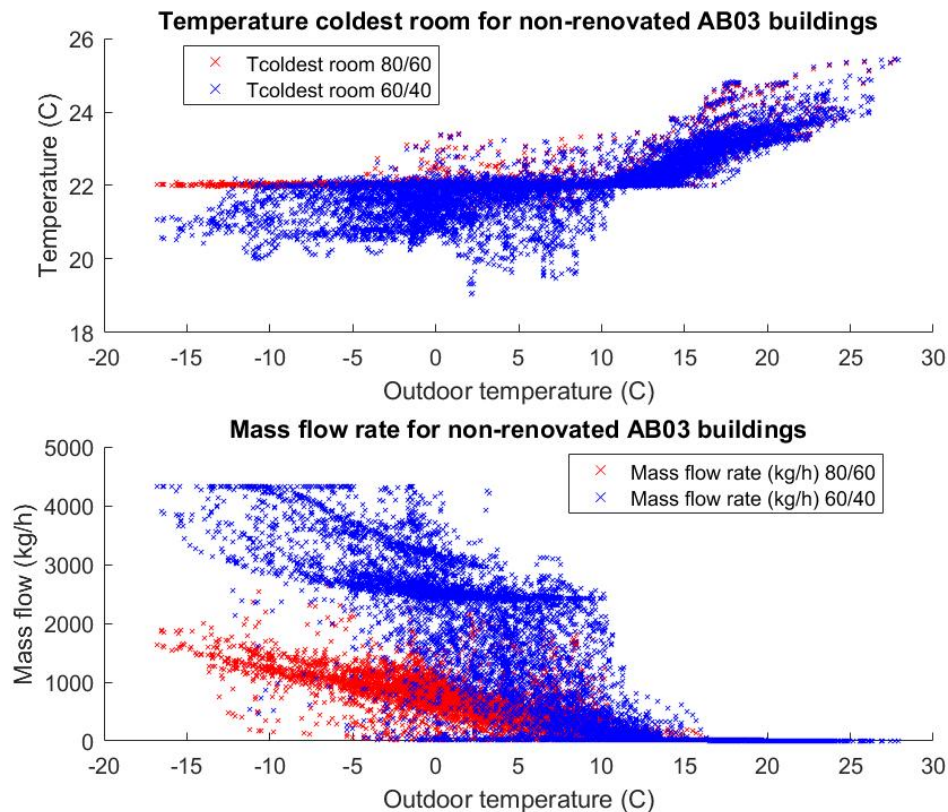 Temperature coldest room for non-renovated AB03 buildings
26
24
22
20
18
Temperature (C)
× Tcoldest room 80/60
× Tcoldest room 60/40
-20 -15 -10 -5 0 5 10 15 20 25 30
Outdoor temperature (C)
Mass flow rate for non-renovated AB03 buildings
5000
4000
3000
2000
1000
0
Mass flow (kg/h)
× Mass flow rate (kg/h) 80/60
× Mass flow rate (kg/h) 60/40
-20 -15 -10 -5 0 5 10 15 20 25 30
Outdoor temperature (C)